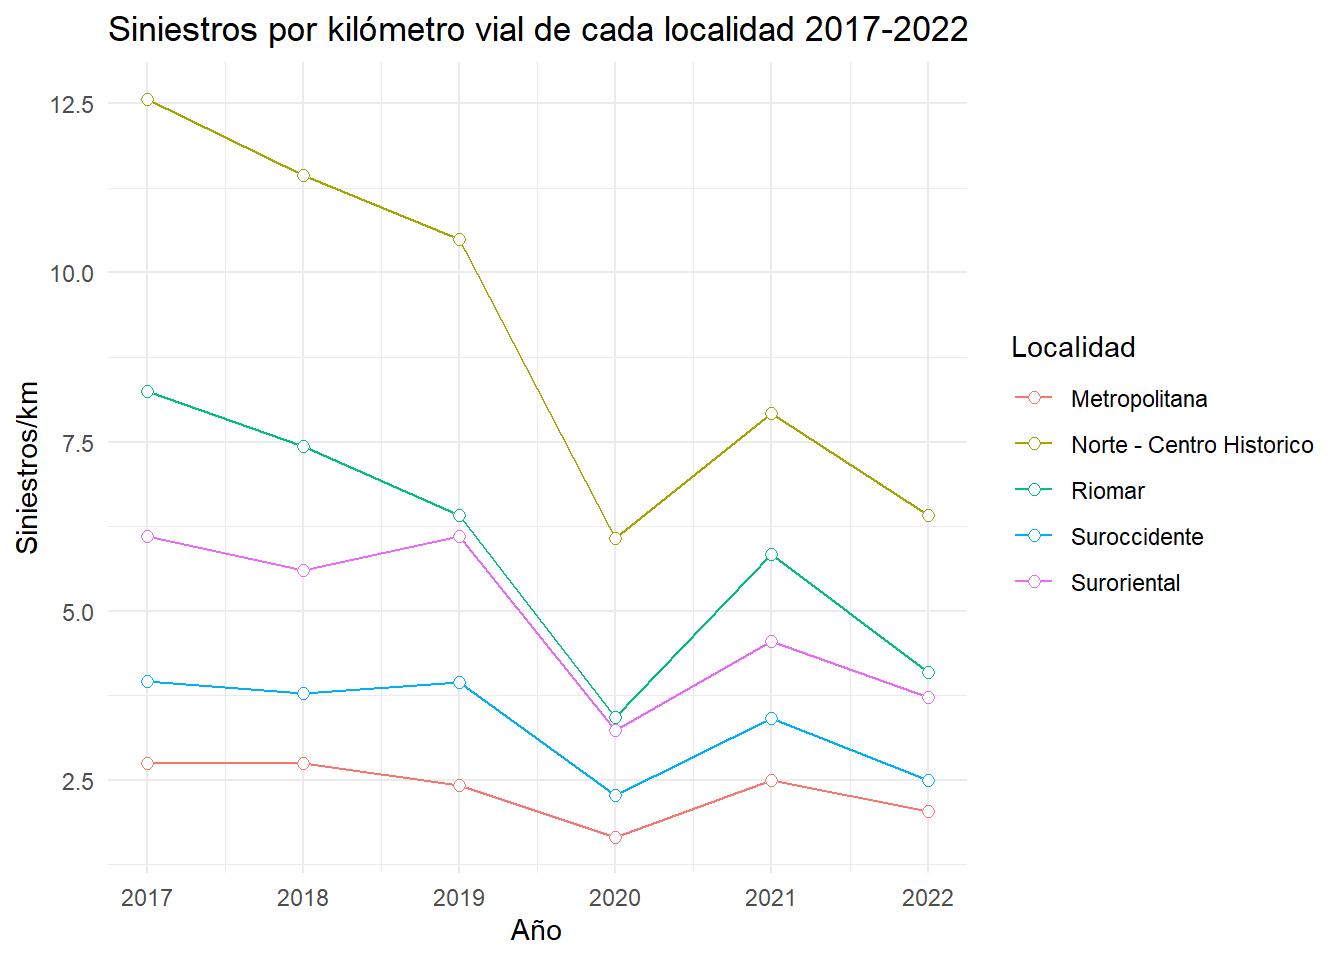 Siniestros por kilómetro vial de cada localidad 2017-2022
12.5
10.0
7.5
5.0
2.5
Siniestros/km
2017 2018 2019 2020 2021 2022
Año
Localidad
Metropolitana
Norte - Centro Historico
Riomar
Suroccidente
Suroriental